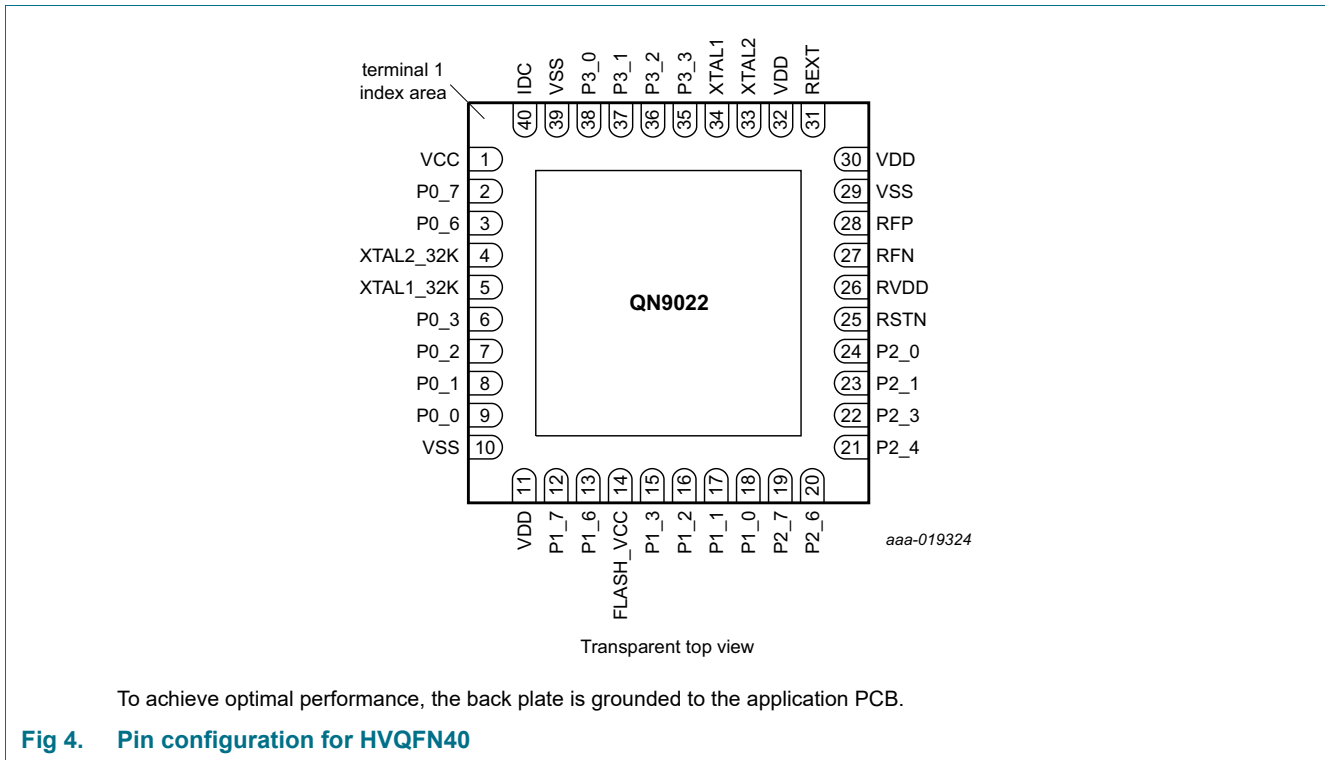 terminal 1
index area
IDC
VSS
P3_0
P3_1
P3_2
P3_3
XTAL1
XTAL2
VDD
REXT
40
39
38
37
36
35
34
33
32
31
VCC 1
P0_7 2
P0_6 3
XTAL2_32K 4
XTAL1_32K 5
P0_3 6
P0_2 7
P0_1 8
P0_0 9
VSS 10
QN9022
30 VDD
29 VSS
28 RFP
27 RFN
26 RVDD
25 RSTN
24 P2_0
23 P2_1
22 P2_3
21 P2_4
11
12
13
14
15
16
17
18
19
20
VDD
P1_7
P1_6
FLASH_VCC
P1_3
P1_2
P1_1
P1_0
P2_7
P2_6
aaa-019324
Transparent top view
To achieve optimal performance, the back plate is grounded to the application PCB.
Fig 4. Pin configuration for HVQFN40